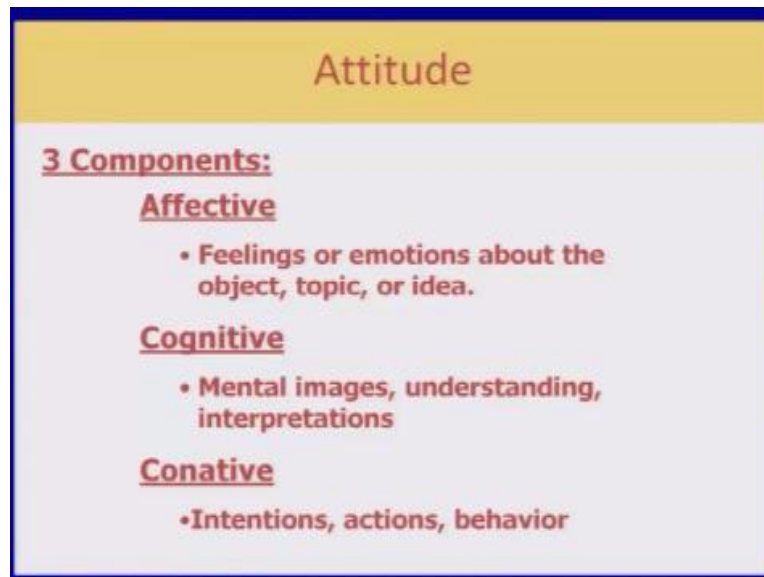 Attitude
3 Components:
Affective
• Feelings or emotions about the
object, topic, or idea.
Cognitive
• Mental images, understanding,
interpretations
Conative
•Intentions, actions, behavior